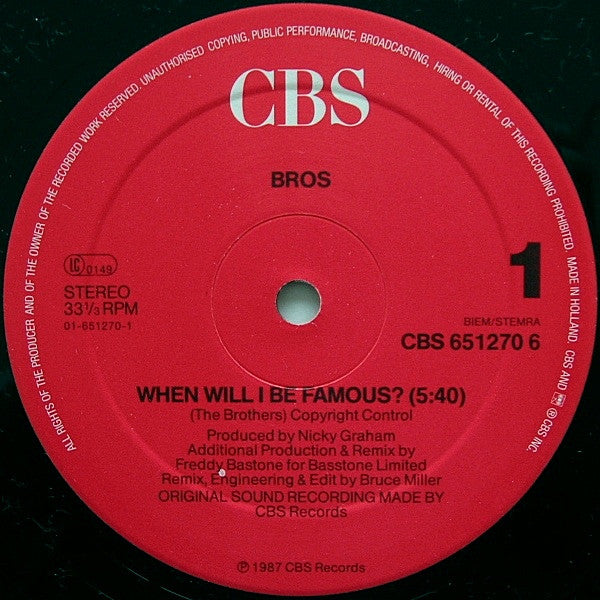 ALL RIGHTS OF THE PRODUCER AND OF THE OWNER OF THE RECORDED WORK RESERVED. UNAUTHORISED COPYING, PUBLIC PERFORMANCE, BROADCASTING, HIRING OR RENTAL OF THIS RECORDING PROHIBITED. MADE IN HOLLAND. CBS AND ℗ CBS INC.
CBS
BROS
LC 0149
STEREO
33⅓ RPM
01-651270-1
1
BIEM/STEMRA
CBS 651270 6
WHEN WILL I BE FAMOUS? (5:40)
(The Brothers) Copyright Control
Produced by Nicky Graham
Additional Production & Remix by
Freddy Bastone for Basstone Limited
Remix, Engineering & Edit by Bruce Miller
ORIGINAL SOUND RECORDING MADE BY
CBS Records
℗ 1987 CBS Records